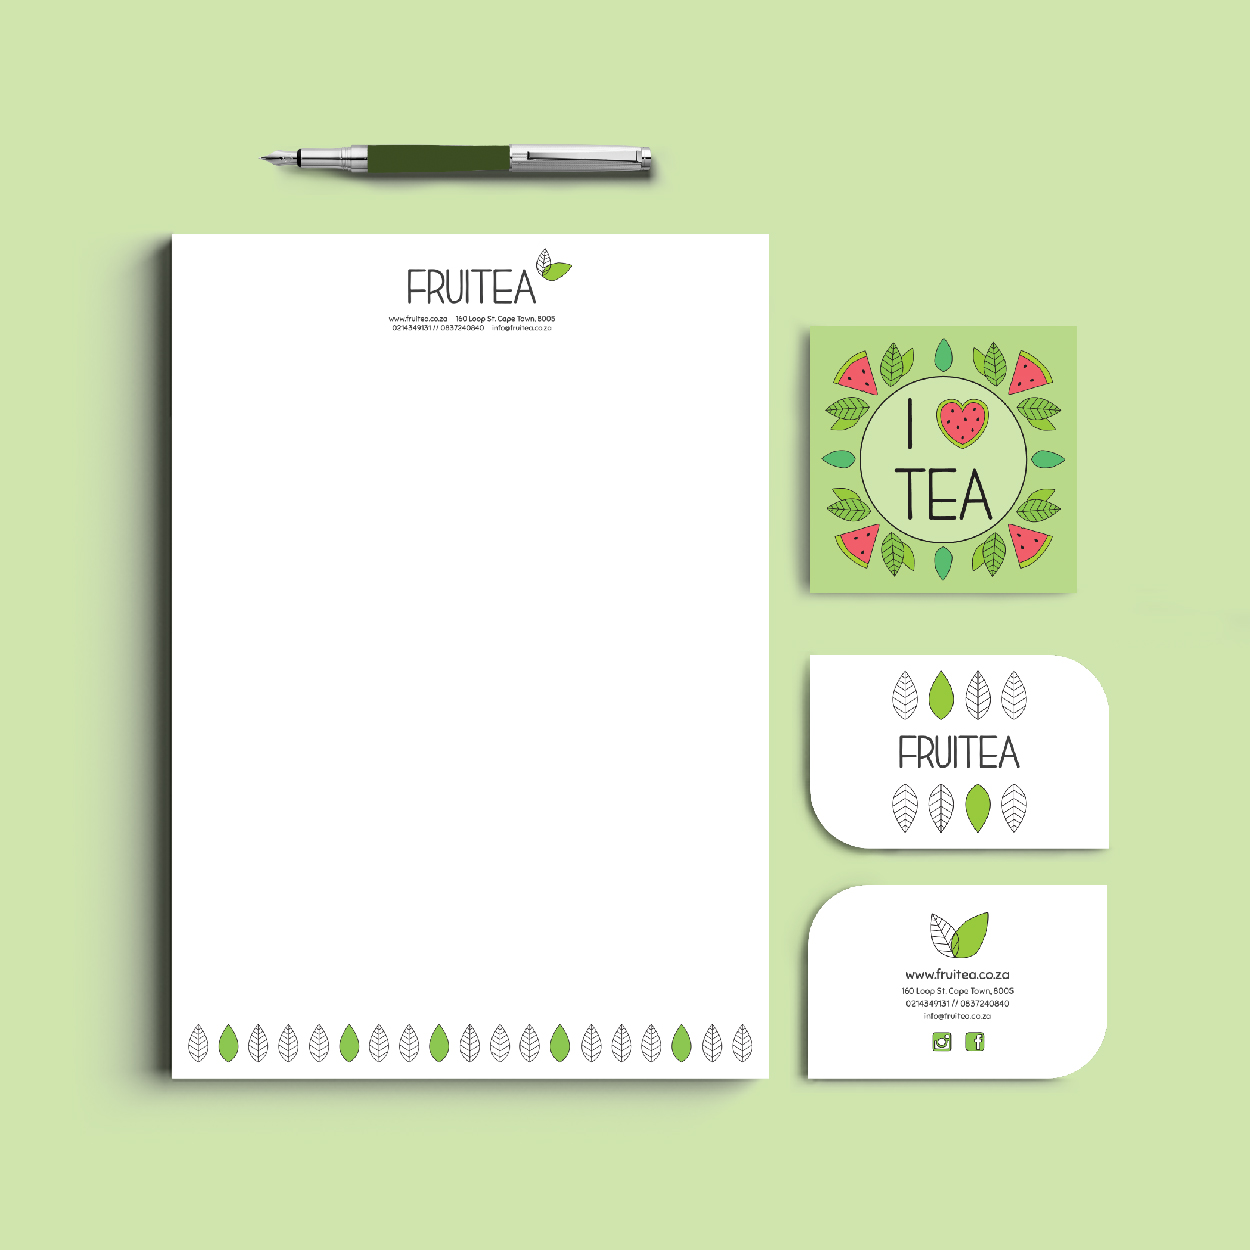 FRUITEA
www.fruitea.co.za 160 Loop St. Cape Town, 8005
0214349131 // 0837240840 info@fruitea.co.za
I
TEA
FRUITEA
www.fruitea.co.za
160 Loop St. Cape Town, 8005
0214349131 // 0837240840
info@fruitea.co.za
f